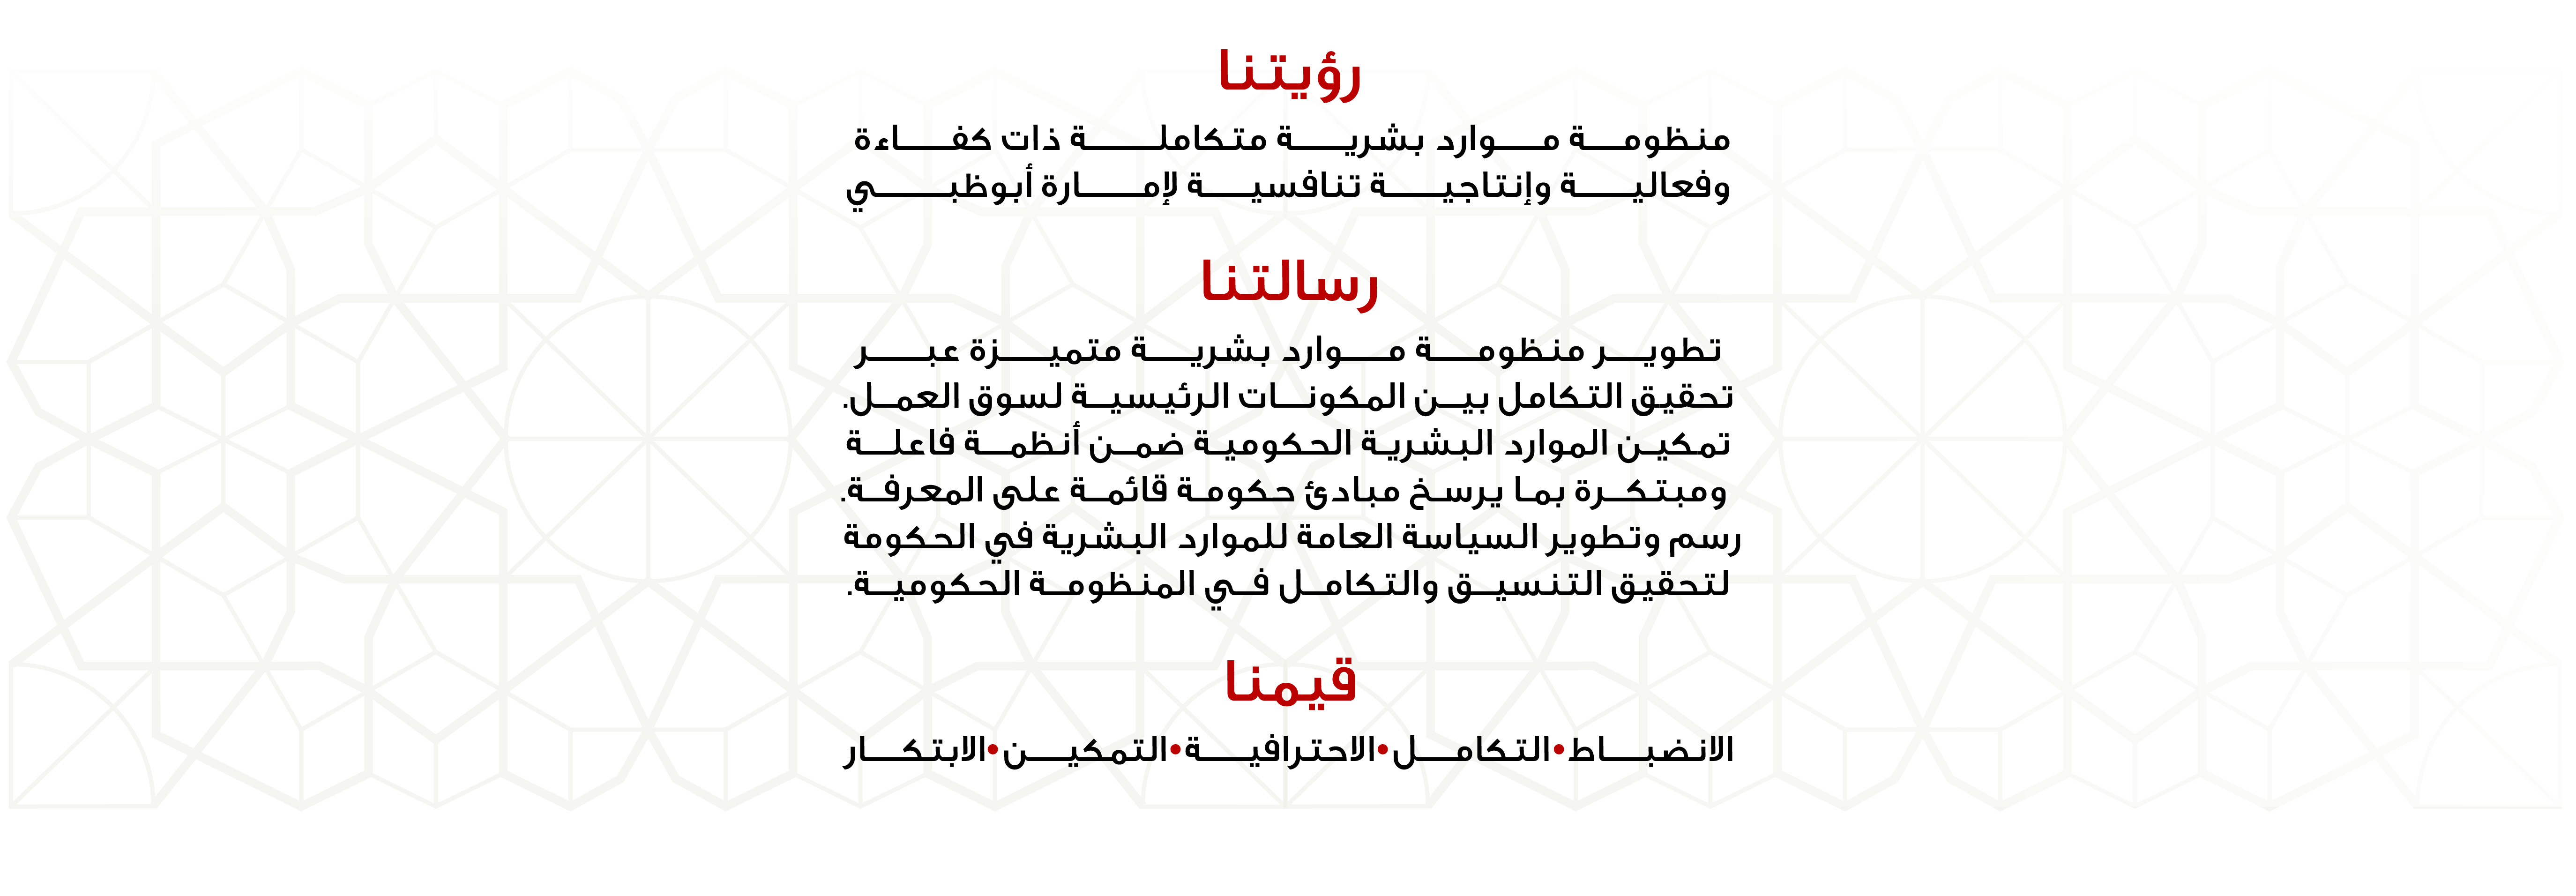 رؤيتنا
منظومة موارد بشرية متكاملة ذات كفاءة
وفعالية وإنتاجية تنافسية لإمارة أبوظبي
رسالتنا
تطوير منظومة موارد بشرية متميزة عبر
تحقيق التكامل بين المكونات الرئيسية لسوق العمل.
تمكين الموارد البشرية الحكومية ضمن أنظمة فاعلة
ومبتكرة بما يرسخ مبادئ حكومة قائمة على المعرفة.
رسم وتطوير السياسة العامة للموارد البشرية في الحكومة
لتحقيق التنسيق والتكامل في المنظومة الحكومية.
قيمنا
الانضباط•التكامل•الاحترافية•التمكين•الابتكار